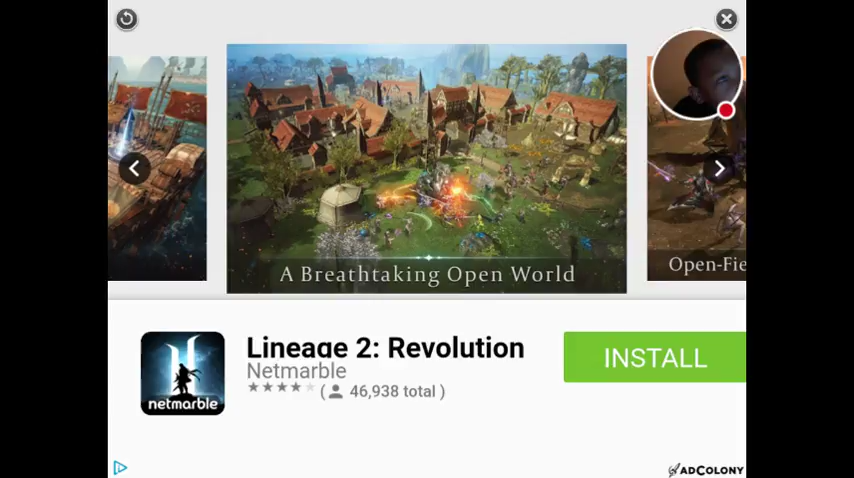 A Breathtaking Open World
Open-Fie
Lineage 2: Revolution
Netmarble
( 46,938 total )
INSTALL
netmarble
ADCOLONY